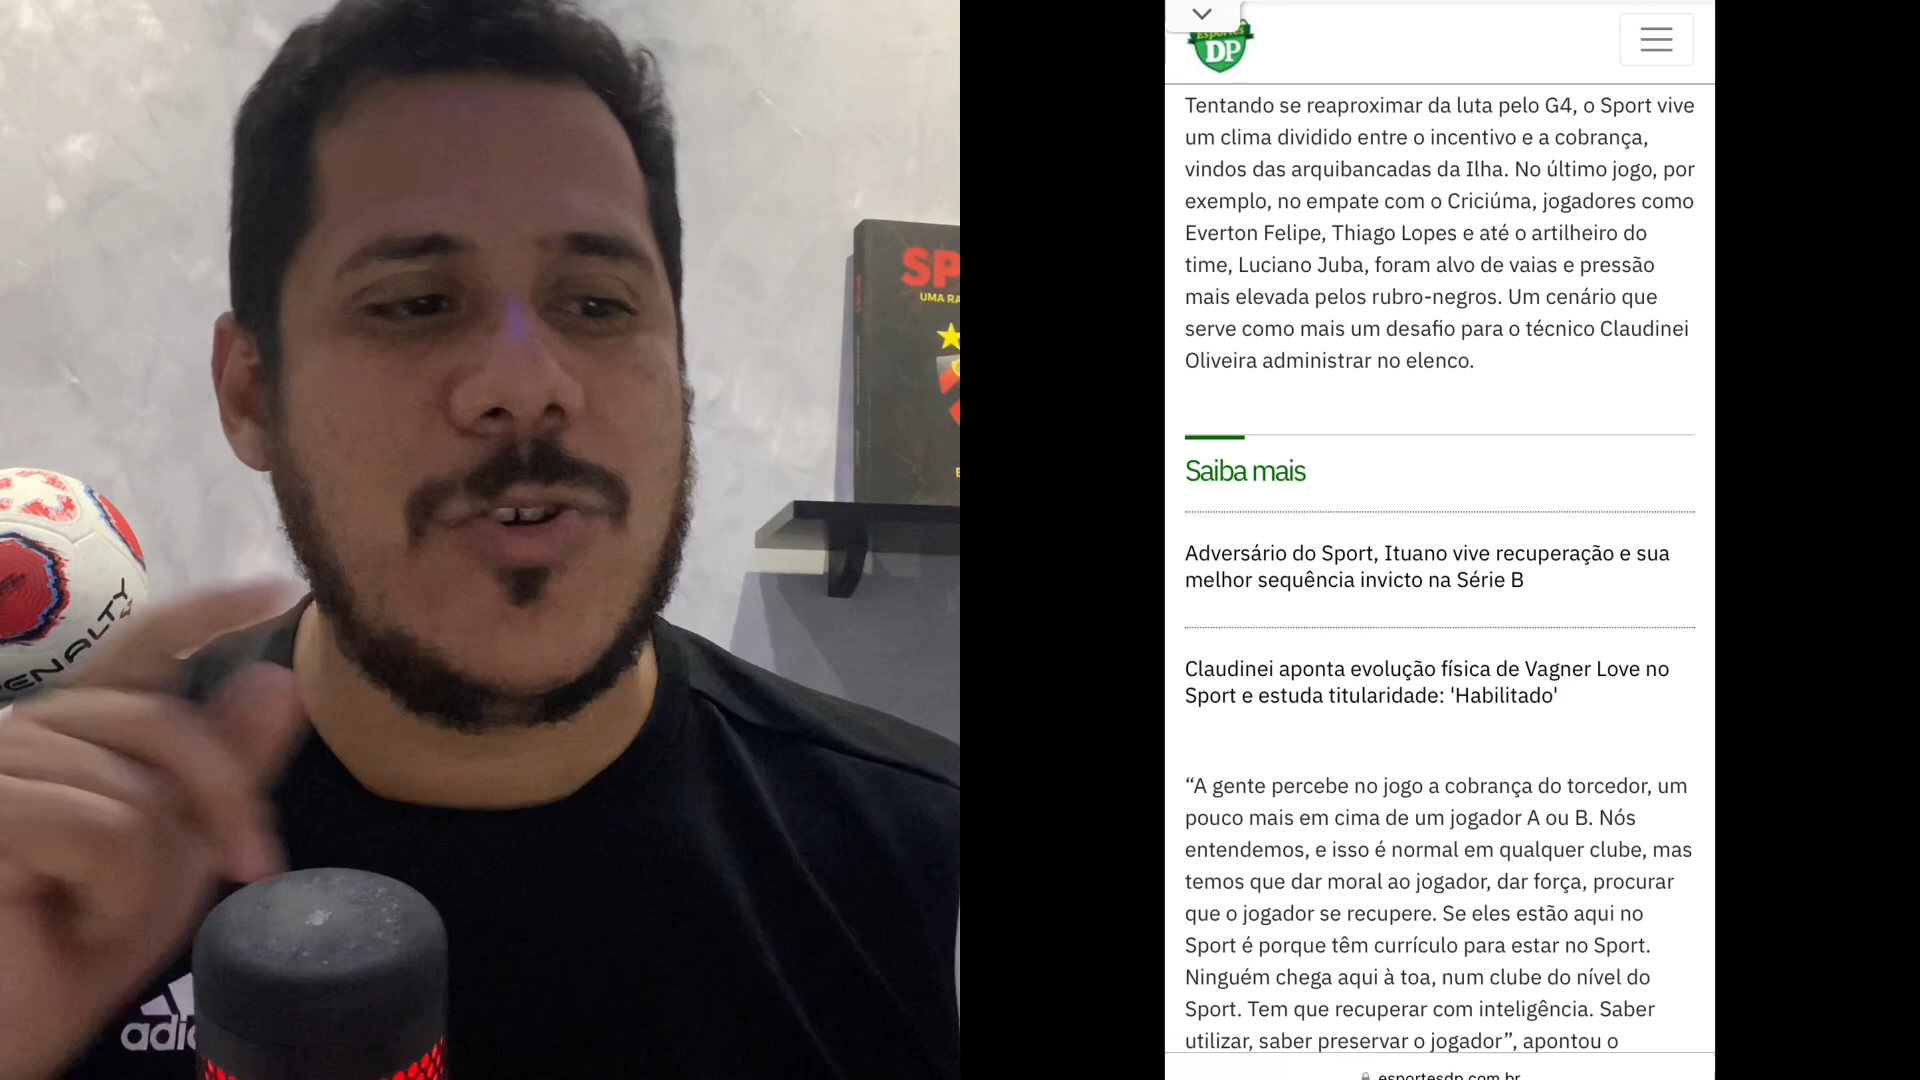 SP
UMA RA
PENALTY
adid
Esportes
DP
Tentando se reaproximar da luta pelo G4, o Sport vive
um clima dividido entre o incentivo e a cobrança,
vindos das arquibancadas da Ilha. No último jogo, por
exemplo, no empate com o Criciúma, jogadores como
Everton Felipe, Thiago Lopes e até o artilheiro do
time, Luciano Juba, foram alvo de vaias e pressão
mais elevada pelos rubro-negros. Um cenário que
serve como mais um desafio para o técnico Claudinei
Oliveira administrar no elenco.
Saiba mais
Adversário do Sport, Ituano vive recuperação e sua
melhor sequência invicto na Série B
Claudinei aponta evolução física de Vagner Love no
Sport e estuda titularidade: 'Habilitado'
“A gente percebe no jogo a cobrança do torcedor, um
pouco mais em cima de um jogador A ou B. Nós
entendemos, e isso é normal em qualquer clube, mas
temos que dar moral ao jogador, dar força, procurar
que o jogador se recupere. Se eles estão aqui no
Sport é porque têm currículo para estar no Sport.
Ninguém chega aqui à toa, num clube do nível do
Sport. Tem que recuperar com inteligência. Saber
utilizar, saber preservar o jogador”, apontou o
esportesdp.com.br